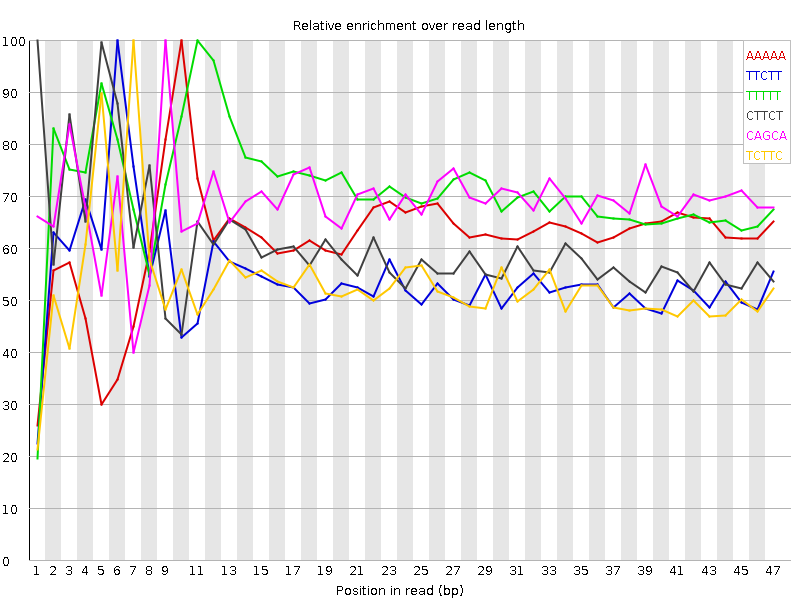 Relative enrichment over read length
100
90
80
70
60
50
40
30
20
10
0
AAAAA
TTCTT
TTTTT
CTTCT
CAGCA
TCTTC
1 2 3 4 5 6 7 8 9 11 13 15 17 19 21 23 25 27 29 31 33 35 37 39 41 43 45 47
Position in read (bp)